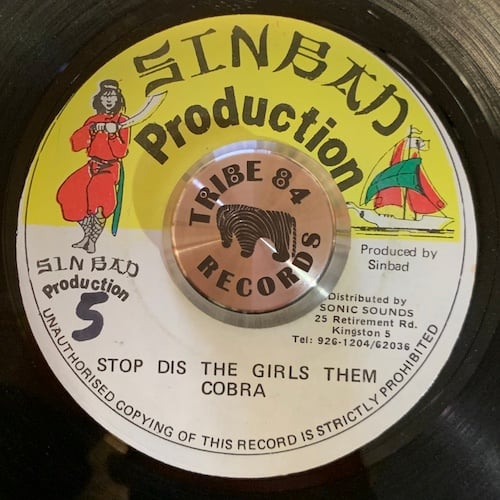 SINBAD
Production
TRIBE 84
RECORDS
Produced by
Sinbad
SINBAD
Production
5
Distributed by
SONIC SOUNDS
25 Retirement Rd.
Kingston 5
Tel: 926-1204/62036
STOP DIS THE GIRLS THEM
COBRA
UNAUTHORISED COPYING OF THIS RECORD IS STRICTLY PROHIBITED